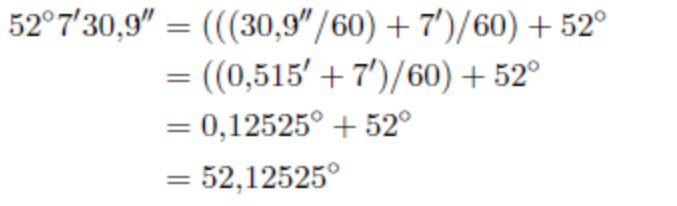 52°7′30,9″ = (((30,9″/60) + 7′)/60) + 52°
= ((0,515′ + 7′)/60) + 52°
= 0,12525° + 52°
= 52,12525°